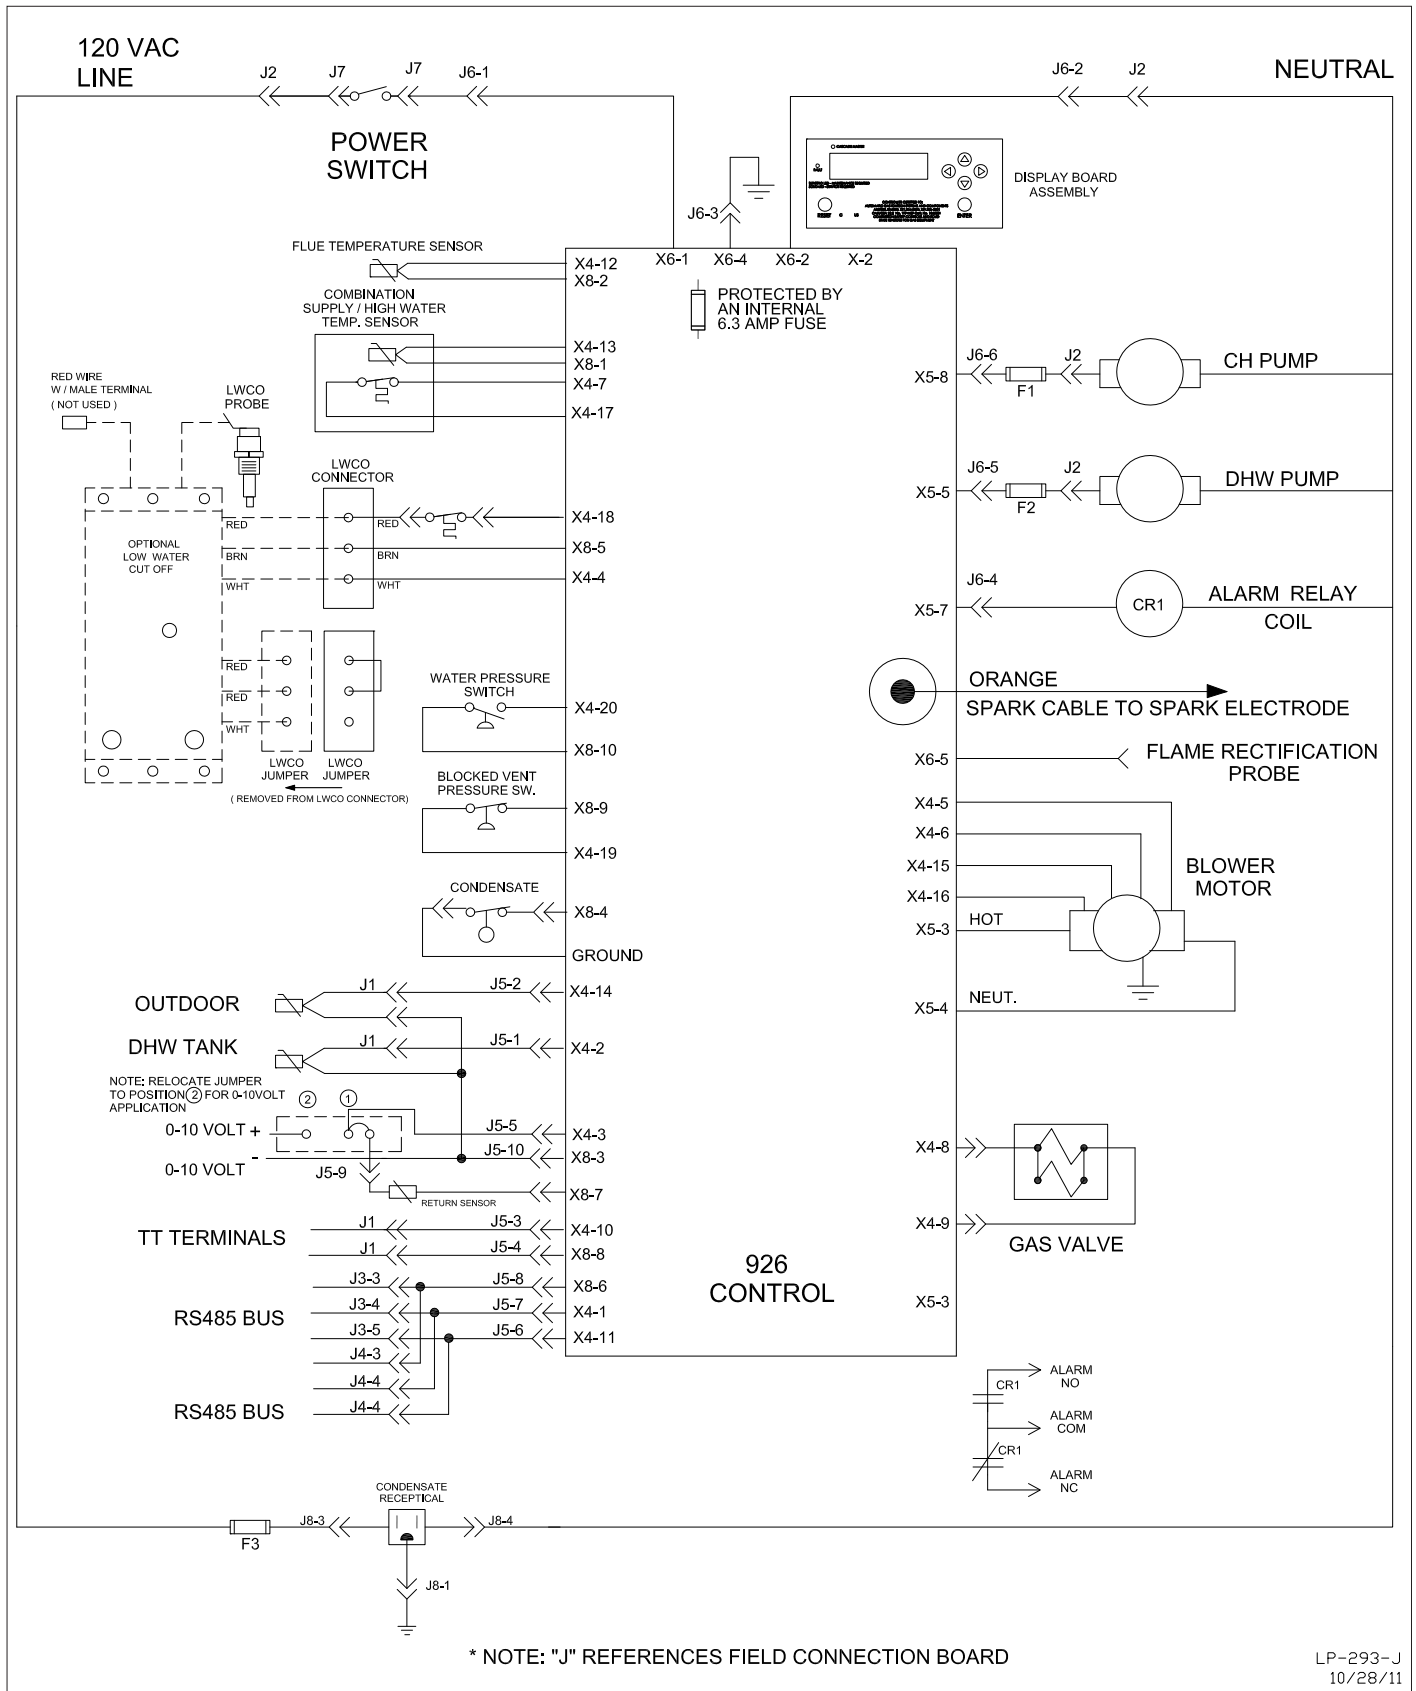 120 VAC
LINE
J2
J7
J7
J6-1
J6-2
J2
NEUTRAL
POWER
SWITCH
CASCADE MASTER
RESET
ENTER
DISPLAY BOARD
ASSEMBLY
J6-3
FLUE TEMPERATURE SENSOR
X4-12
X8-2
X6-1
X6-4
X6-2
X-2
PROTECTED BY
AN INTERNAL
6.3 AMP FUSE
COMBINATION
SUPPLY / HIGH WATER
TEMP. SENSOR
X4-13
X8-1
X4-7
X4-17
RED WIRE
W / MALE TERMINAL
( NOT USED )
LWCO
PROBE
LWCO
CONNECTOR
OPTIONAL
LOW WATER
CUT OFF
RED
BRN
WHT
RED
BRN
WHT
X4-18
X8-5
X4-4
RED
RED
WHT
LWCO
JUMPER
LWCO
JUMPER
( REMOVED FROM LWCO CONNECTOR)
WATER PRESSURE
SWITCH
X4-20
X8-10
BLOCKED VENT
PRESSURE SW.
X8-9
X4-19
CONDENSATE
X8-4
GROUND
OUTDOOR
J1
J5-2
X4-14
DHW TANK
J1
J5-1
X4-2
NOTE: RELOCATE JUMPER
TO POSITION 2 FOR 0-10VOLT
APPLICATION
2
1
0-10 VOLT +
J5-5
X4-3
0-10 VOLT -
J5-10
X8-3
J5-9
RETURN SENSOR
X8-7
TT TERMINALS
J1
J5-3
X4-10
J1
J5-4
X8-8
RS485 BUS
J3-3
J5-8
X8-6
J3-4
J5-7
X4-1
J3-5
J5-6
X4-11
RS485 BUS
J4-3
J4-4
J4-4
926
CONTROL
X5-8
J6-6
F1
J2
CH PUMP
X5-5
J6-5
F2
J2
DHW PUMP
X5-7
J6-4
CR1
ALARM RELAY
COIL
ORANGE
SPARK CABLE TO SPARK ELECTRODE
X6-5
FLAME RECTIFICATION
PROBE
X4-5
X4-6
X4-15
X4-16
X5-3
HOT
BLOWER
MOTOR
X5-4
NEUT.
X4-8
X4-9
GAS VALVE
X5-3
CR1
ALARM
NO
ALARM
COM
CR1
ALARM
NC
CONDENSATE
RECEPTICAL
F3
J8-3
J8-4
J8-1
* NOTE: "J" REFERENCES FIELD CONNECTION BOARD
LP-293-J
10/28/11